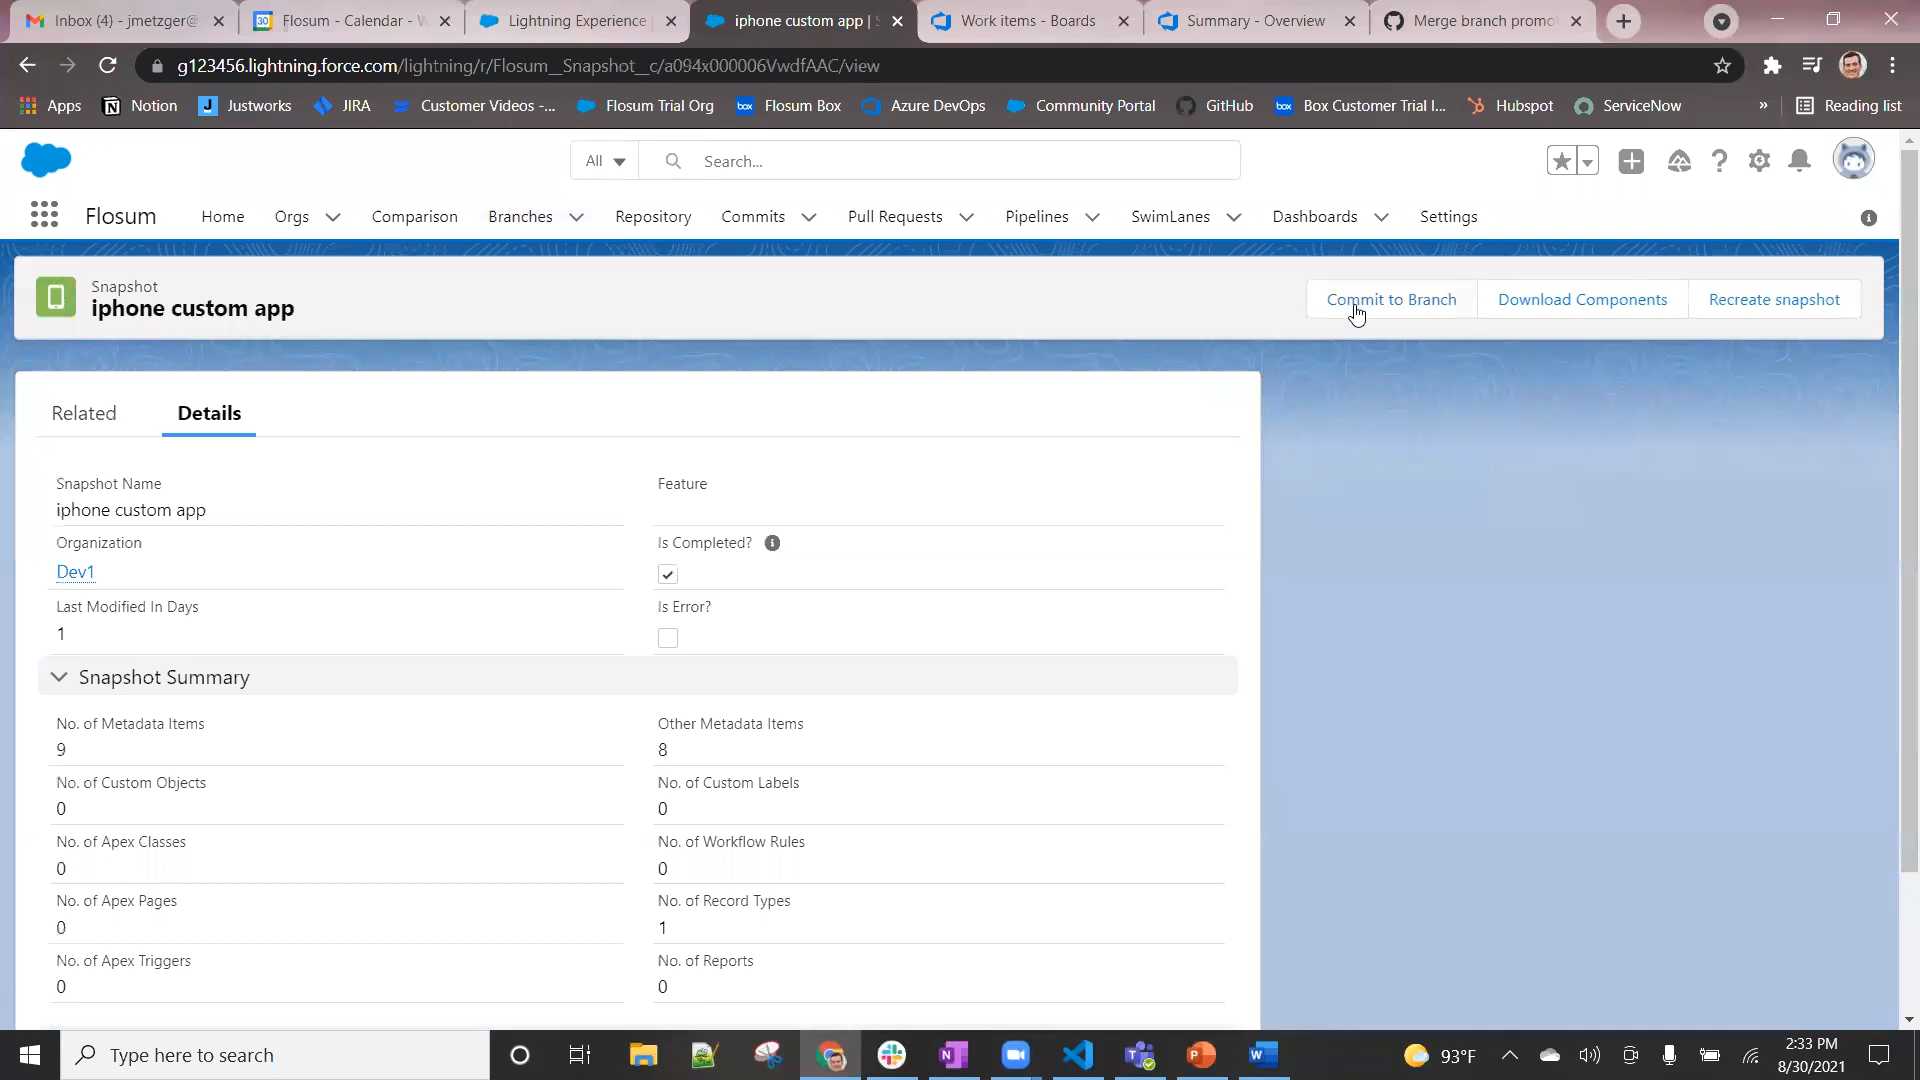 Inbox (4) - jmetzger@
Flosum - Calendar - W
Lightning Experience
iphone custom app | S
Work items - Boards
Summary - Overview
Merge branch promo
g123456.lightning.force.com/lightning/r/Flosum__Snapshot__c/a094x000006VwdfAAC/view
Apps
Notion
Justworks
JIRA
Customer Videos -...
Flosum Trial Org
Flosum Box
Azure DevOps
Community Portal
GitHub
Box Customer Trial I...
Hubspot
ServiceNow
»
Reading list
All
Search...
Flosum
Home
Orgs
Comparison
Branches
Repository
Commits
Pull Requests
Pipelines
SwimLanes
Dashboards
Settings
Snapshot
iphone custom app
Commit to Branch
Download Components
Recreate snapshot
Related
Details
Snapshot Name
iphone custom app
Feature
Organization
Dev1
Is Completed?
Last Modified In Days
1
Is Error?
Snapshot Summary
No. of Metadata Items
9
Other Metadata Items
8
No. of Custom Objects
0
No. of Custom Labels
0
No. of Apex Classes
0
No. of Workflow Rules
0
No. of Apex Pages
0
No. of Record Types
1
No. of Apex Triggers
0
No. of Reports
0
Type here to search
93°F
2:33 PM
8/30/2021